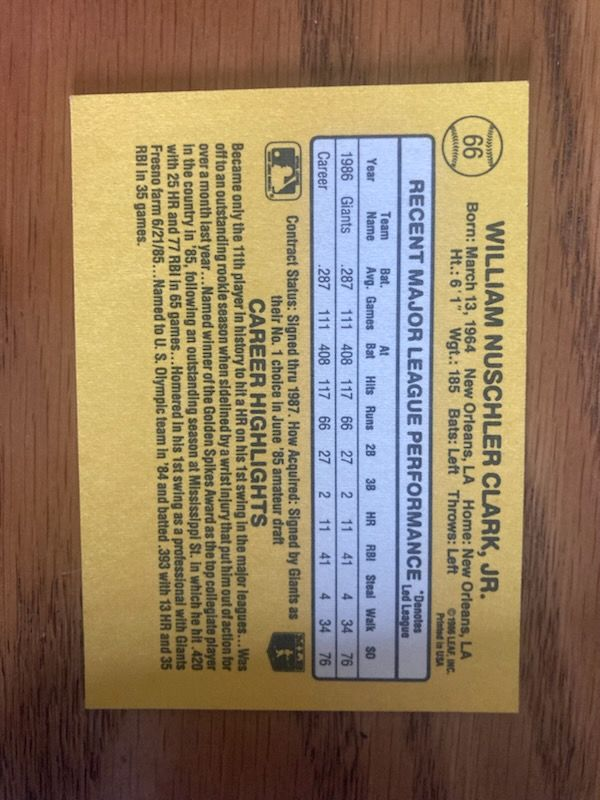 66
WILLIAM NUSCHLER CLARK, JR.
Born: March 13, 1964 New Orleans, LA Home: New Orleans, LA
Ht.: 6'1" Wgt.: 185 Bats: Left Throws: Left
© 1986 LEAF, INC.
Printed in USA
RECENT MAJOR LEAGUE PERFORMANCE
*Denotes
Led League
Year Team Name Bat. Avg. Games At Bat Hits Runs 2B 3B HR RBI Steal Walk SO
1986 Giants .287 111 408 117 66 27 2 11 41 4 34 76
Career .287 111 408 117 66 27 2 11 41 4 34 76
Contract Status: Signed thru 1987. How Acquired: Signed by Giants as
their No. 1 choice in June '85 amateur draft
CAREER HIGHLIGHTS
Became only the 11th player in history to hit a HR on his 1st swing in the major leagues...Was
off to an outstanding rookie season when sidelined by a wrist injury that put him out of action for
over a month last year...Named winner of the Golden Spikes Award as the top collegiate player
in the country in '85, following an outstanding season at Mississippi St. in which he hit .420
with 25 HR and 77 RBI in 65 games...Homered in his 1st swing as a professional with Giants
Fresno farm 6/21/85...Named to U. S. Olympic team in '84 and batted .393 with 13 HR and 35
RBI in 35 games.